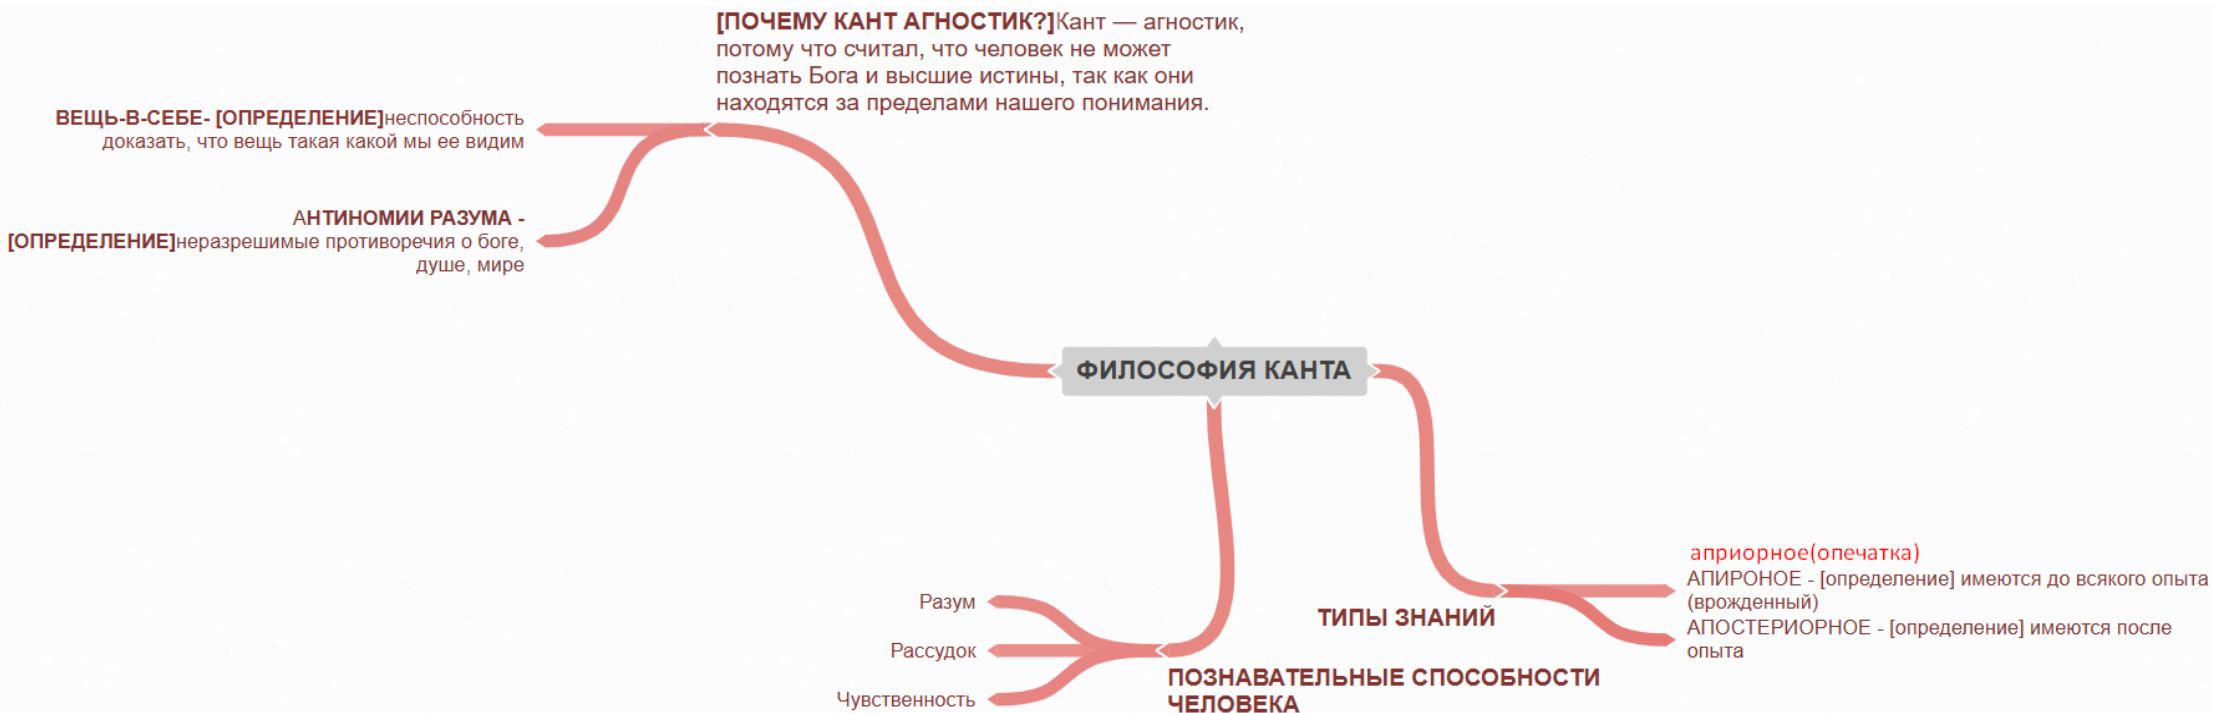 [ПОЧЕМУ КАНТ АГНОСТИК?]Кант — агностик,
потому что считал, что человек не может
познать Бога и высшие истины, так как они
находятся за пределами нашего понимания.
ВЕЩЬ-В-СЕБЕ- [ОПРЕДЕЛЕНИЕ]неспособность
доказать, что вещь такая какой мы ее видим
АНТИНОМИИ РАЗУМА -
[ОПРЕДЕЛЕНИЕ]неразрешимые противоречия о боге,
душе, мире
ФИЛОСОФИЯ КАНТА
априорное(опечатка)
АПИРОНОЕ - [определение] имеются до всякого опыта
(врожденный)
АПОСТЕРИОРНОЕ - [определение] имеются после
опыта
ТИПЫ ЗНАНИЙ
Разум
Рассудок
Чувственность
ПОЗНАВАТЕЛЬНЫЕ СПОСОБНОСТИ
ЧЕЛОВЕКА